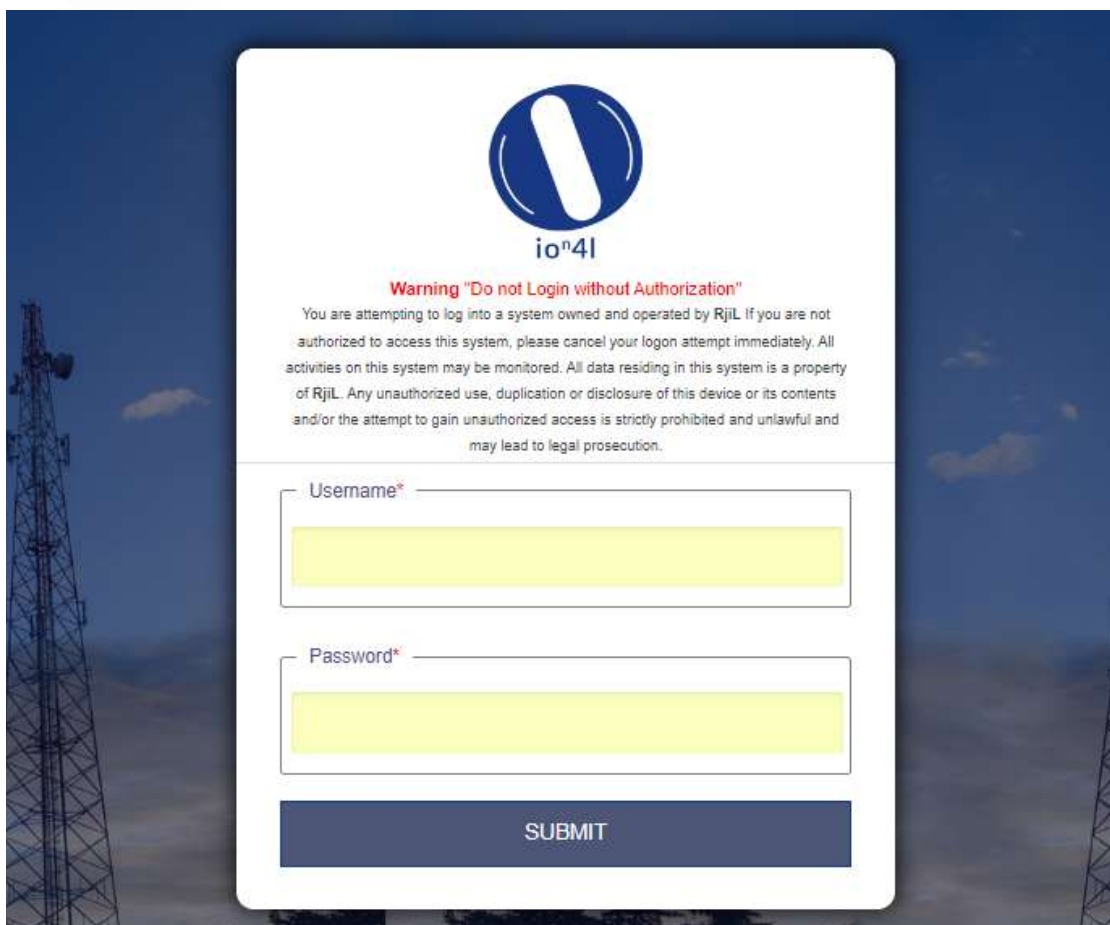 ioⁿ4l
Warning "Do not Login without Authorization"
You are attempting to log into a system owned and operated by RjiL If you are not
authorized to access this system, please cancel your logon attempt immediately. All
activities on this system may be monitored. All data residing in this system is a property
of RjiL. Any unauthorized use, duplication or disclosure of this device or its contents
and/or the attempt to gain unauthorized access is strictly prohibited and unlawful and
may lead to legal prosecution.
Username*
Password*
SUBMIT